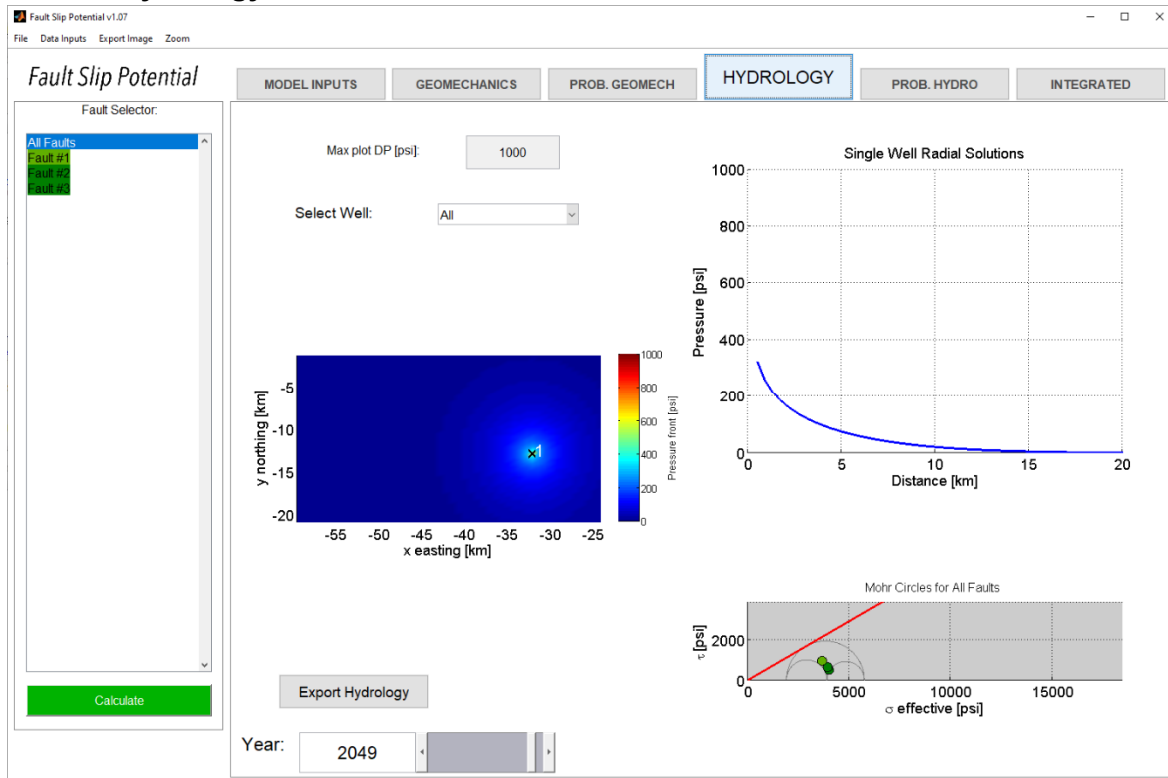 Fault Slip Potential v1.07
File Data Inputs Export Image Zoom
Fault Slip Potential
MODEL INPUTS GEOMECHANICS PROB. GEOMECH HYDROLOGY PROB. HYDRO INTEGRATED
Fault Selector:
All Faults
Fault #1
Fault #2
Fault #3
Calculate
Max plot DP [psi]: 1000
Select Well: All
1
-5
-10
-15
-20
y northing [km]
-55 -50 -45 -40 -35 -30 -25
x easting [km]
1000
800
600
400
200
0
Pressure front [psi]
Export Hydrology
Year: 2049
Single Well Radial Solutions
1000
800
600
400
200
0
Pressure [psi]
0 5 10 15 20
Distance [km]
Mohr Circles for All Faults
2000
0
τ [psi]
0 5000 10000 15000
σ effective [psi]